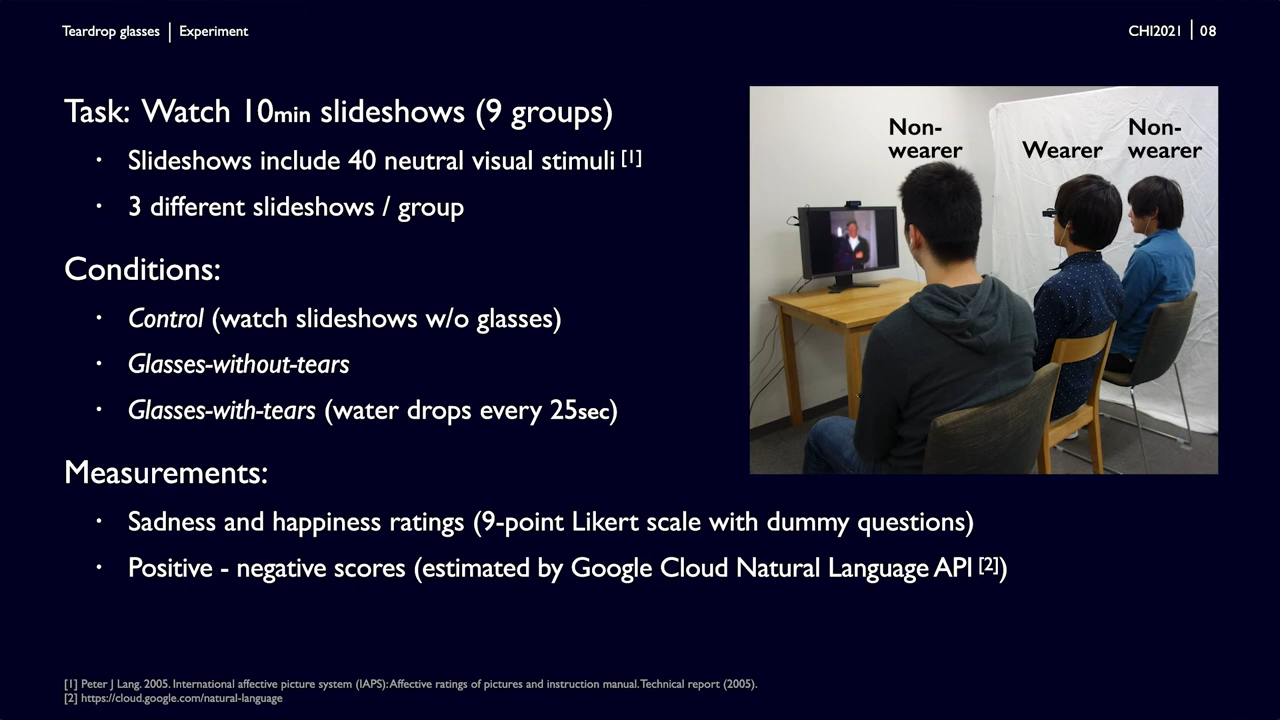 Teardrop glasses | Experiment
CHI2021 | 08
Task: Watch 10min slideshows (9 groups)
• Slideshows include 40 neutral visual stimuli [1]
• 3 different slideshows / group
Conditions:
• Control (watch slideshows w/o glasses)
• Glasses-without-tears
• Glasses-with-tears (water drops every 25sec)
Measurements:
• Sadness and happiness ratings (9-point Likert scale with dummy questions)
• Positive - negative scores (estimated by Google Cloud Natural Language API [2])
Non-
wearer
Wearer
Non-
wearer
[1] Peter J Lang. 2005. International affective picture system (IAPS): Affective ratings of pictures and instruction manual. Technical report (2005).
[2] https://cloud.google.com/natural-language